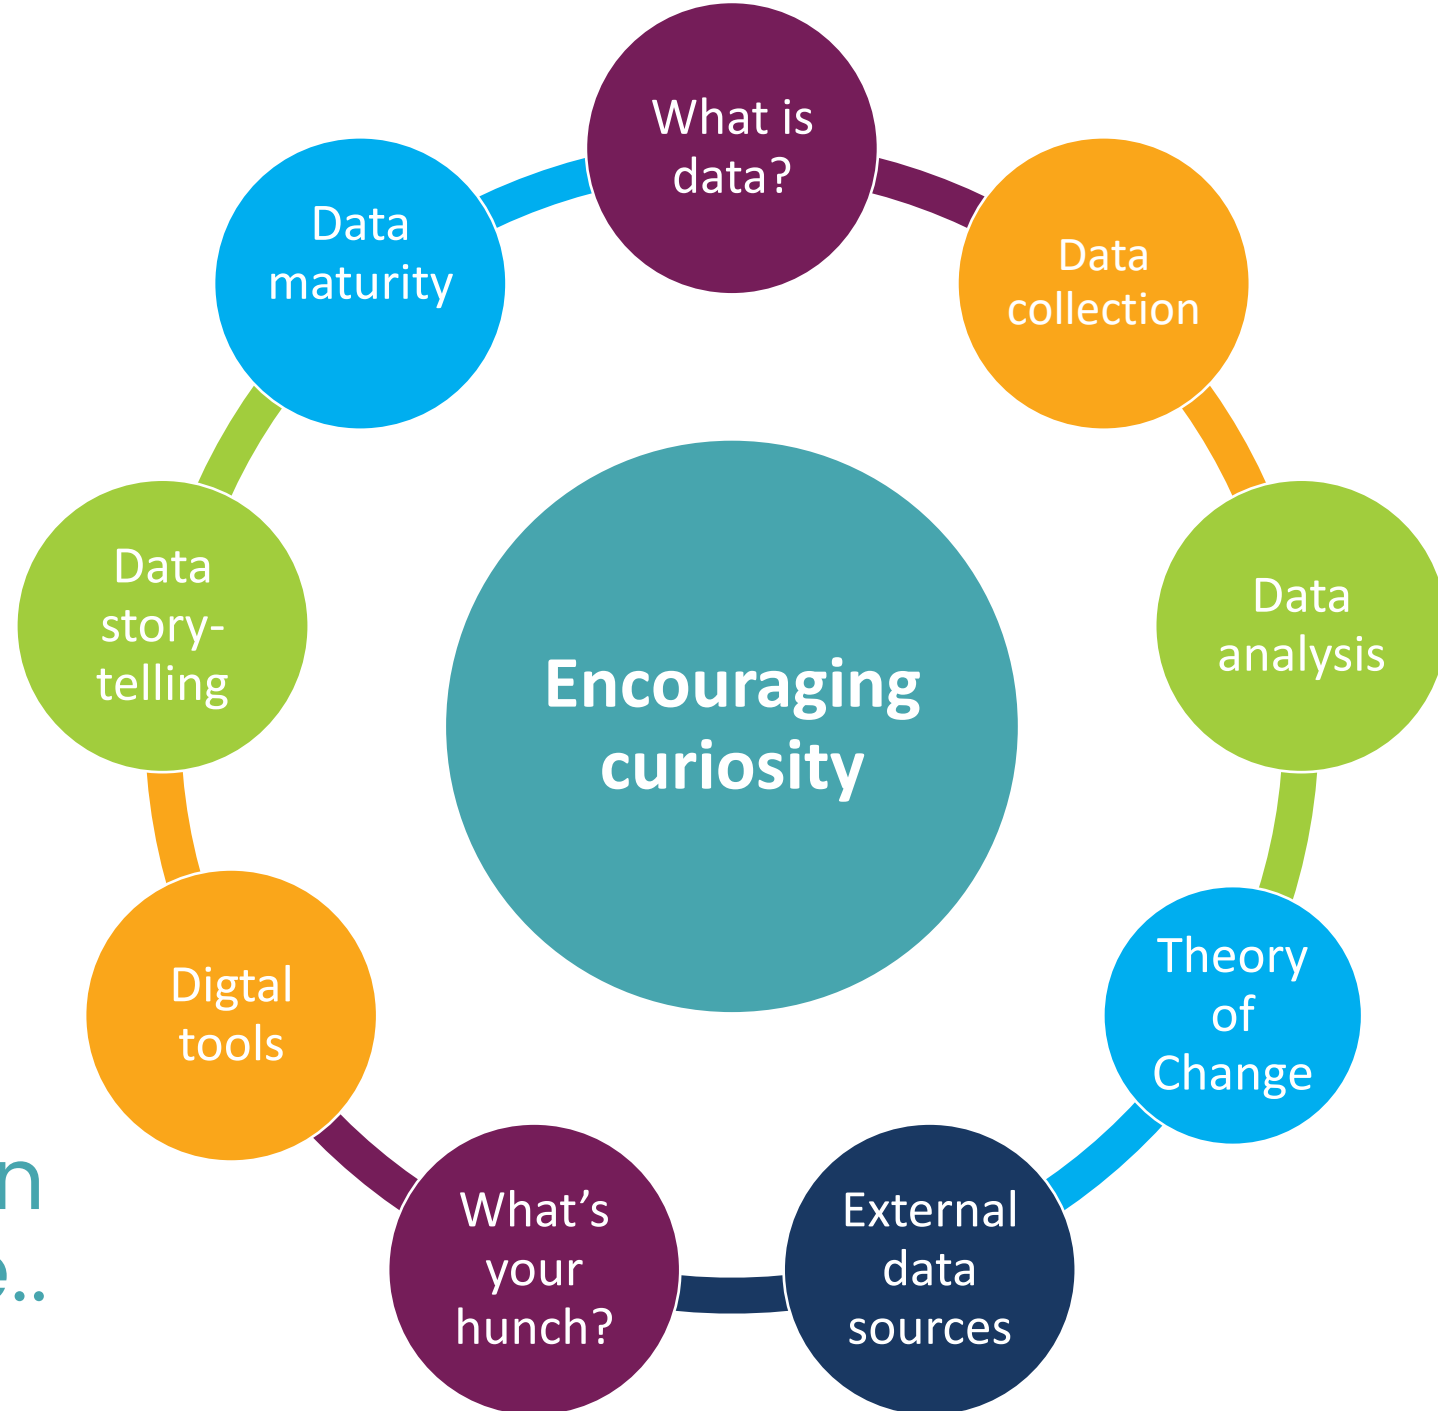 What is
data?
Data
collection
Data
analysis
Theory
of
Change
External
data
sources
What's
your
hunch?
Digtal
tools
Data
story-
telling
Data
maturity
Encouraging
curiosity
n
e..